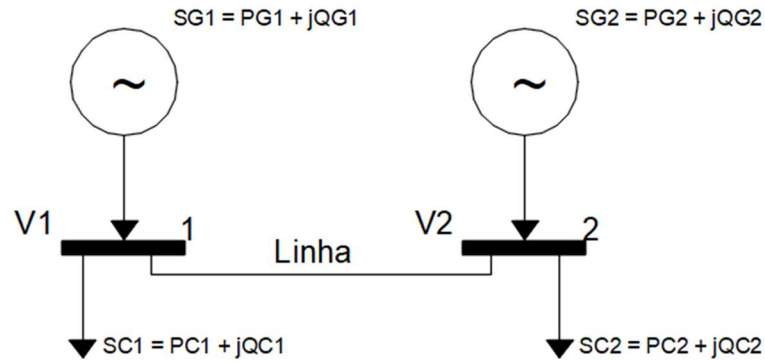 SG1 = PG1 + jQG1
SG2 = PG2 + jQG2
~
~
V1
1
V2
2
Linha
SC1 = PC1 + jQC1
SC2 = PC2 + jQC2